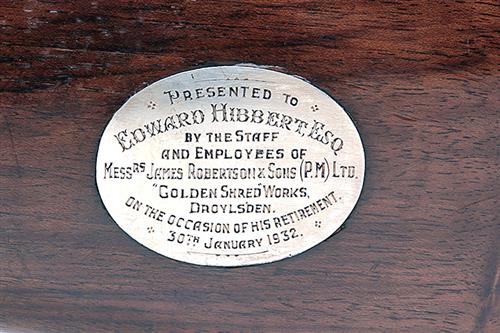 PRESENTED TO
EDWARD HIBBERT, ESQ
BY THE STAFF
AND EMPLOYEES OF
MESSRS JAMES ROBERTSON & SONS (P.M) LTD.
"GOLDEN SHRED" WORKS,
DROYLSDEN.
ON THE OCCASION OF HIS RETIREMENT.
30TH JANUARY 1932.